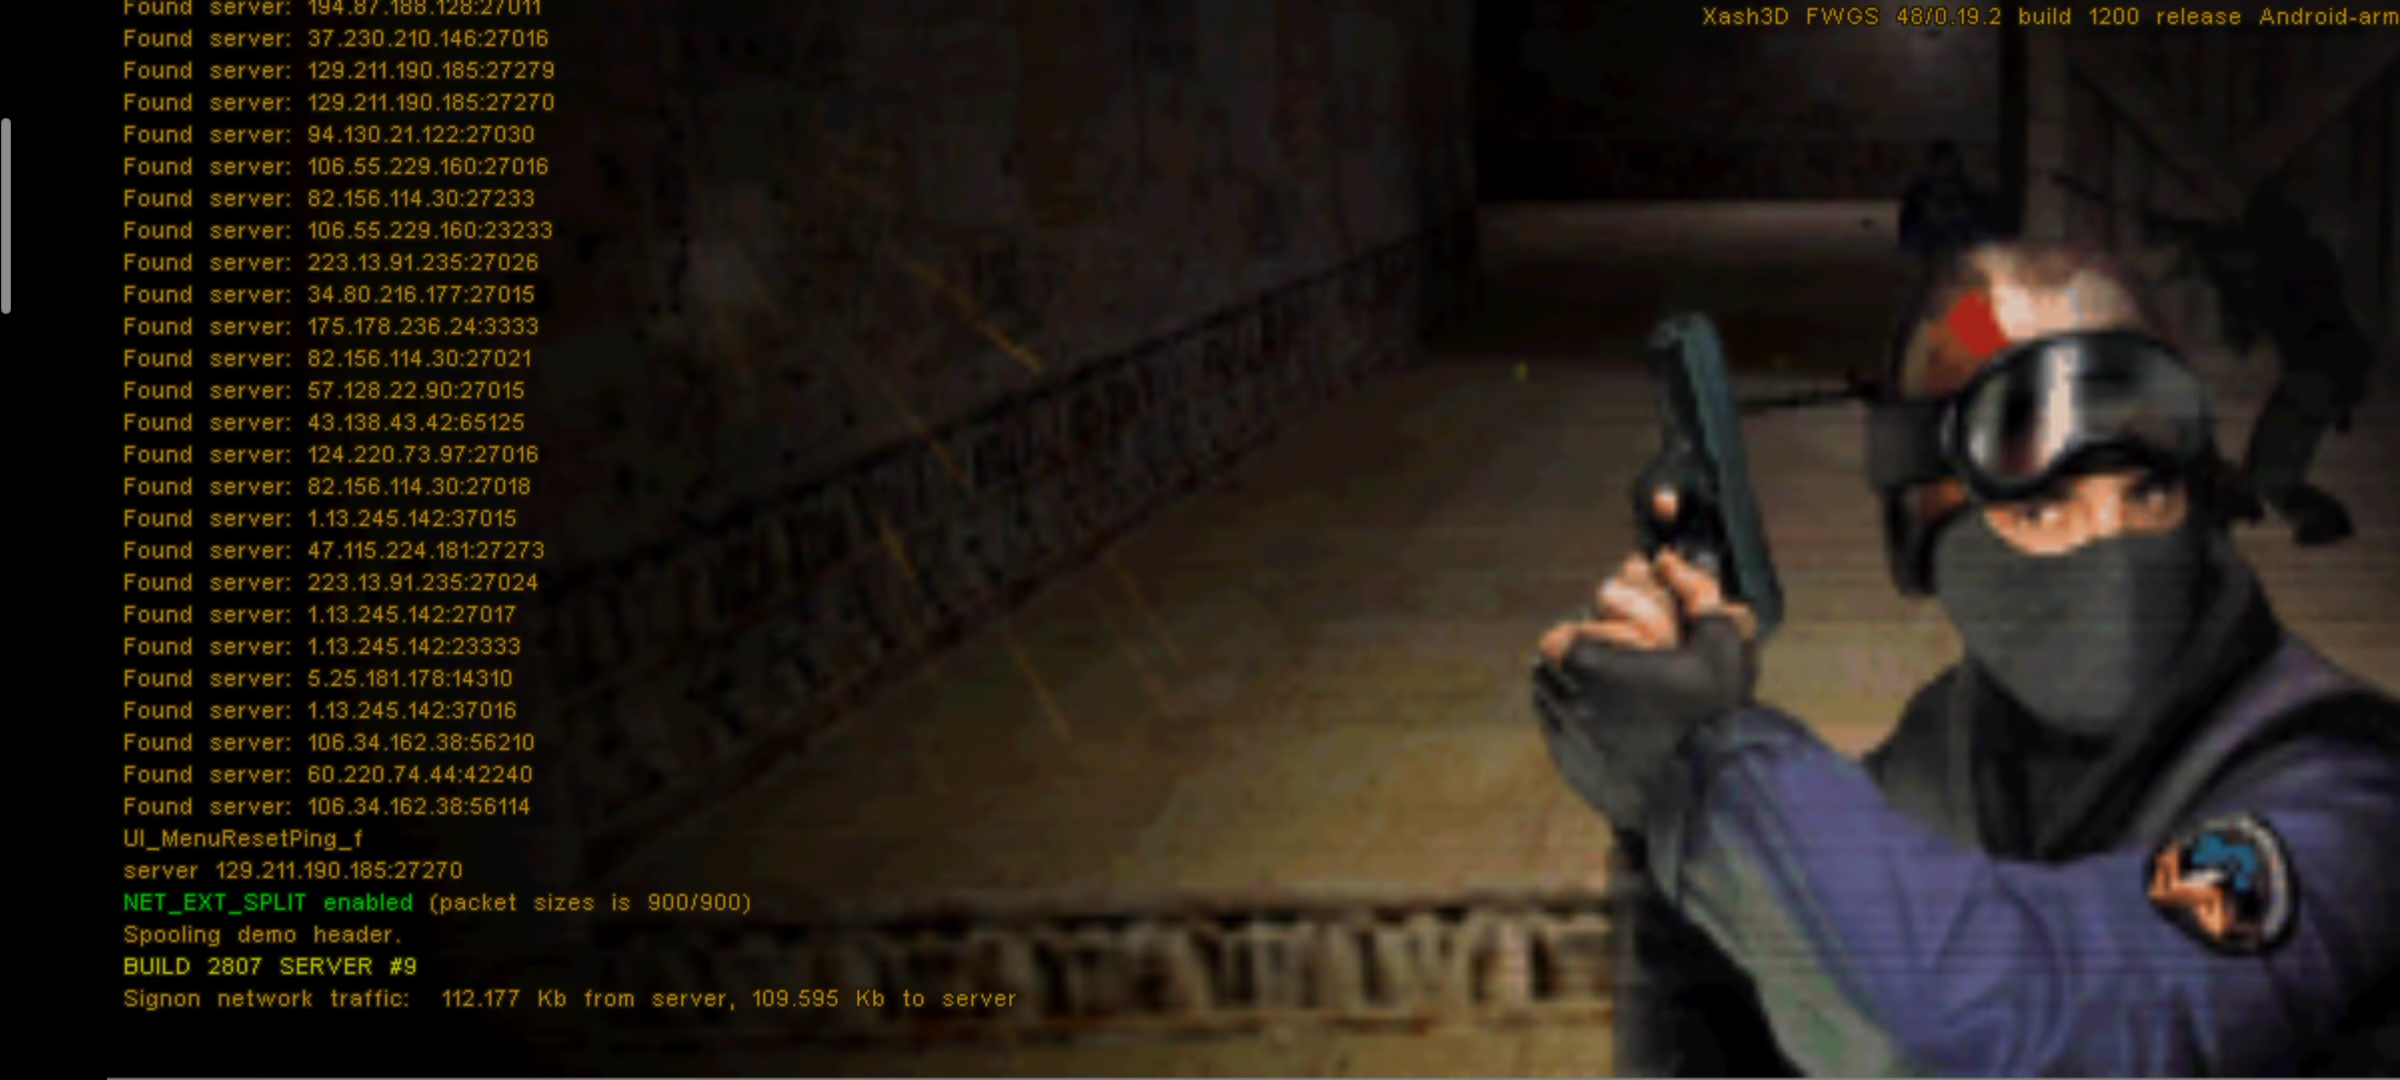 Found server: 194.87.188.128:27011
Xash3D FWGS 48/0.19.2 build 1200 release Android-arm
Found server: 37.230.210.146:27016
Found server: 129.211.190.185:27279
Found server: 129.211.190.185:27270
Found server: 94.130.21.122:27030
Found server: 106.55.229.160:27016
Found server: 82.156.114.30:27233
Found server: 106.55.229.160:23233
Found server: 223.13.91.235:27026
Found server: 34.80.216.177:27015
Found server: 175.178.236.24:3333
Found server: 82.156.114.30:27021
Found server: 57.128.22.90:27015
Found server: 43.138.43.42:65125
Found server: 124.220.73.97:27016
Found server: 82.156.114.30:27018
Found server: 1.13.245.142:37015
Found server: 47.115.224.181:27273
Found server: 223.13.91.235:27024
Found server: 1.13.245.142:27017
Found server: 1.13.245.142:23333
Found server: 5.25.181.178:14310
Found server: 1.13.245.142:37016
Found server: 106.34.162.38:56210
Found server: 60.220.74.44:42240
Found server: 106.34.162.38:56114
UI_MenuResetPing_f
server 129.211.190.185:27270
NET_EXT_SPLIT enabled (packet sizes is 900/900)
Spooling demo header.
BUILD 2807 SERVER #9
Signon network traffic: 112.177 Kb from server, 109.595 Kb to server